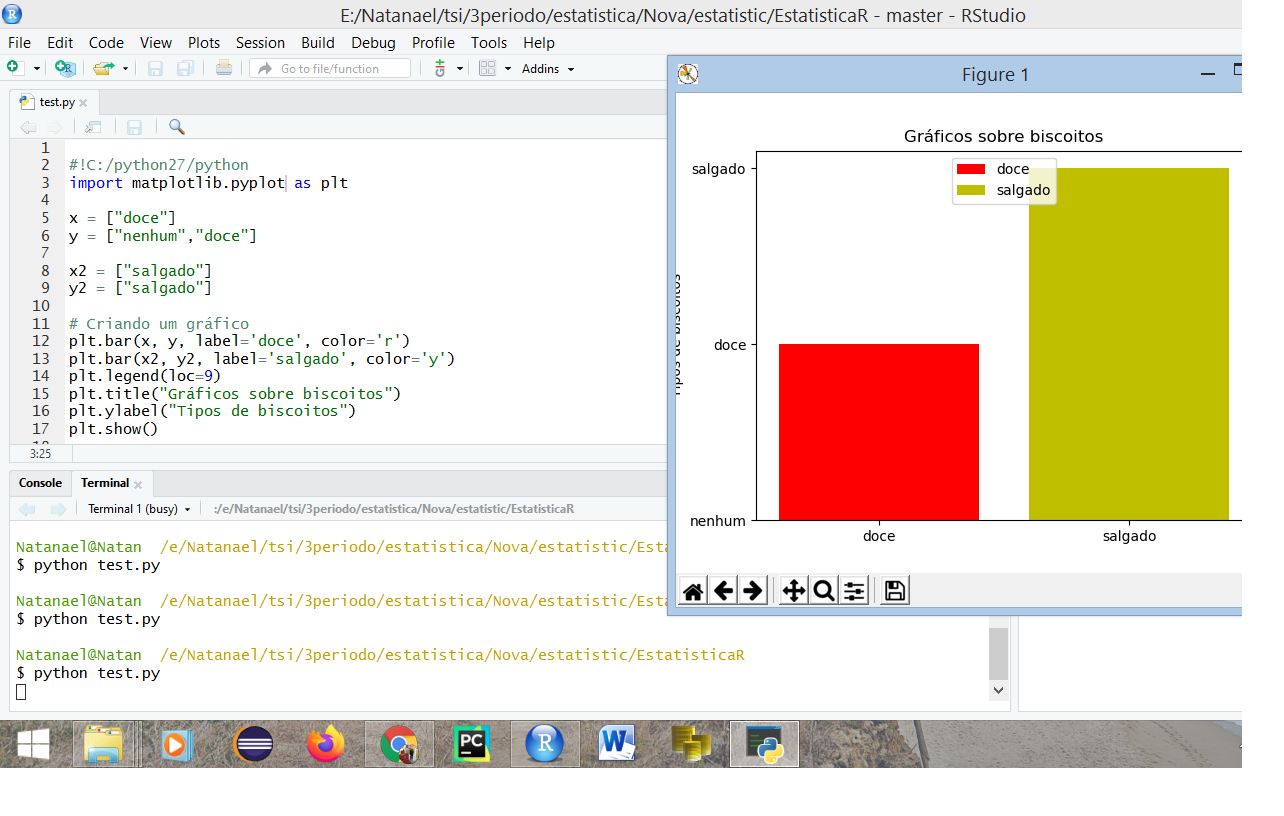 E:/Natanael/tsi/3periodo/estatistica/Nova/estatistic/EstatisticaR - master - RStudio
File Edit Code View Plots Session Build Debug Profile Tools Help
Go to file/function Addins
test.py
1
2 #!C:/python27/python
3 import matplotlib.pyplot as plt
4
5 x = ["doce"]
6 y = ["nenhum","doce"]
7
8 x2 = ["salgado"]
9 y2 = ["salgado"]
10
11 # Criando um gráfico
12 plt.bar(x, y, label='doce', color='r')
13 plt.bar(x2, y2, label='salgado', color='y')
14 plt.legend(loc=9)
15 plt.title("Gráficos sobre biscoitos")
16 plt.ylabel("Tipos de biscoitos")
17 plt.show()
3:25
Console Terminal
Terminal 1 (busy) :/e/Natanael/tsi/3periodo/estatistica/Nova/estatistic/EstatisticaR
Natanael@Natan /e/Natanael/tsi/3periodo/estatistica/Nova/estatistic/Esta
$ python test.py
Natanael@Natan /e/Natanael/tsi/3periodo/estatistica/Nova/estatistic/Esta
$ python test.py
Natanael@Natan /e/Natanael/tsi/3periodo/estatistica/Nova/estatistic/EstatisticaR
$ python test.py
Figure 1
Gráficos sobre biscoitos
doce
salgado
salgado
doce
nenhum
doce salgado
PC
R
W